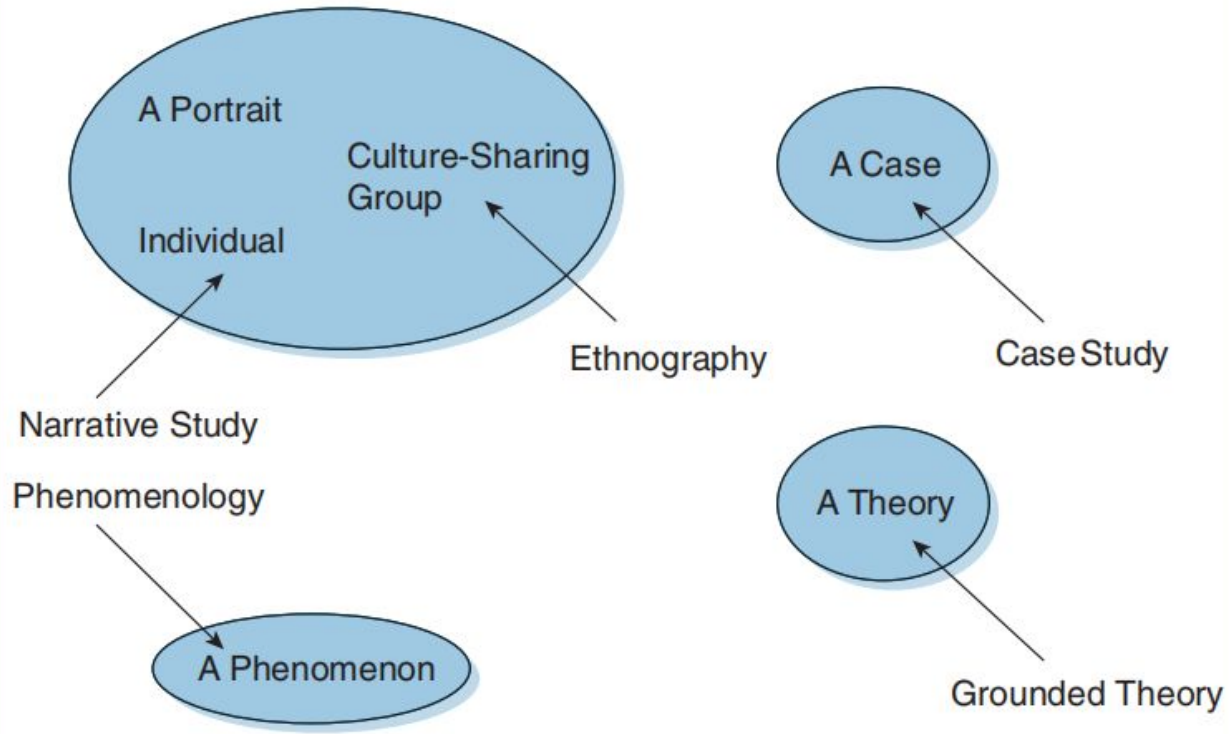 A Portrait
Culture-Sharing
Group
Individual
Narrative Study
Ethnography
A Case
Case Study
Phenomenology
A Phenomenon
A Theory
Grounded Theory